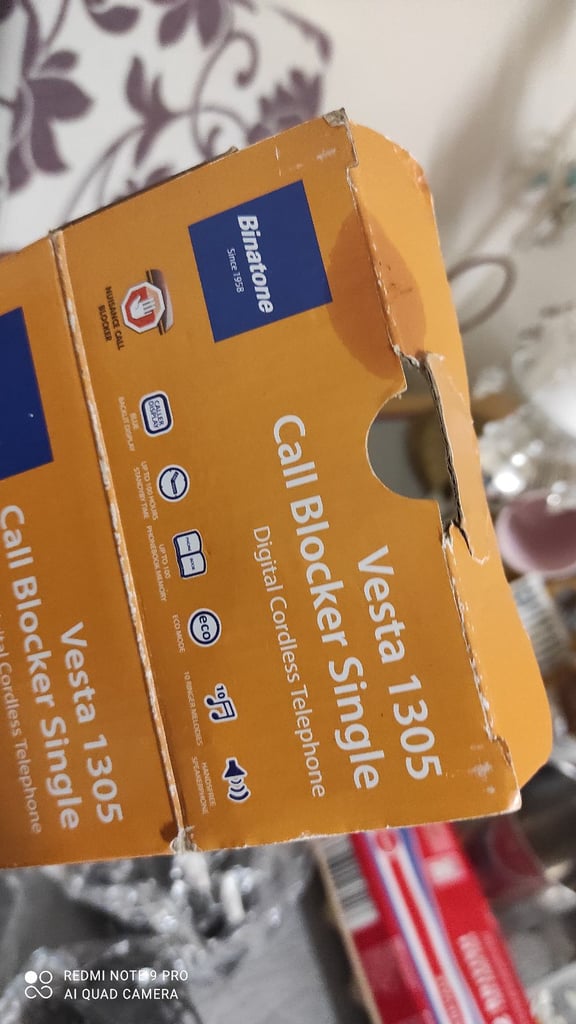 Binatone
Since 1958
Vesta 1305
Call Blocker Single
Digital Cordless Telephone
NUISANCE CALL
BLOCKER
CALLER
DISPLAY
BLUE
BACKLIT DISPLAY
UP TO 100 HOURS
STANDBY TIME
UP TO 100
PHONEBOOK MEMORY
eco
ECO MODE
10
10 RINGER MELODIES
HANDSFREE
SPEAKERPHONE
Vesta 1305
Call Blocker Single
Cordless Telephone
REDMI NOTE 9 PRO
AI QUAD CAMERA